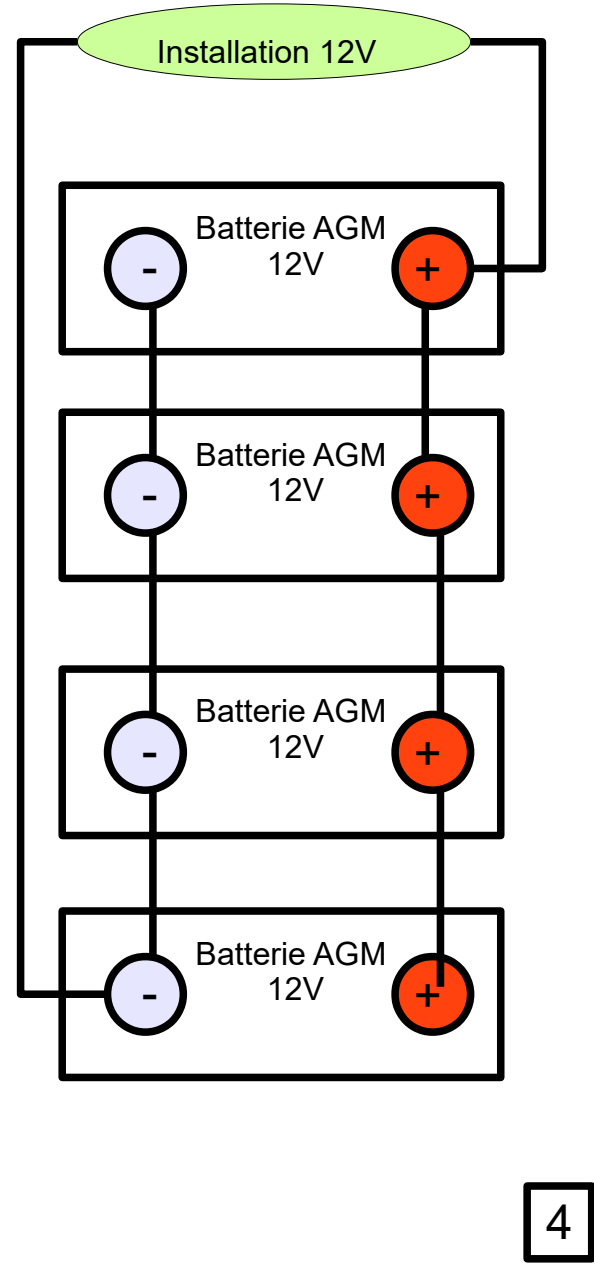 Installation 12V
Batterie AGM
12V
-
+
Batterie AGM
12V
-
+
Batterie AGM
12V
-
+
Batterie AGM
12V
-
+
4